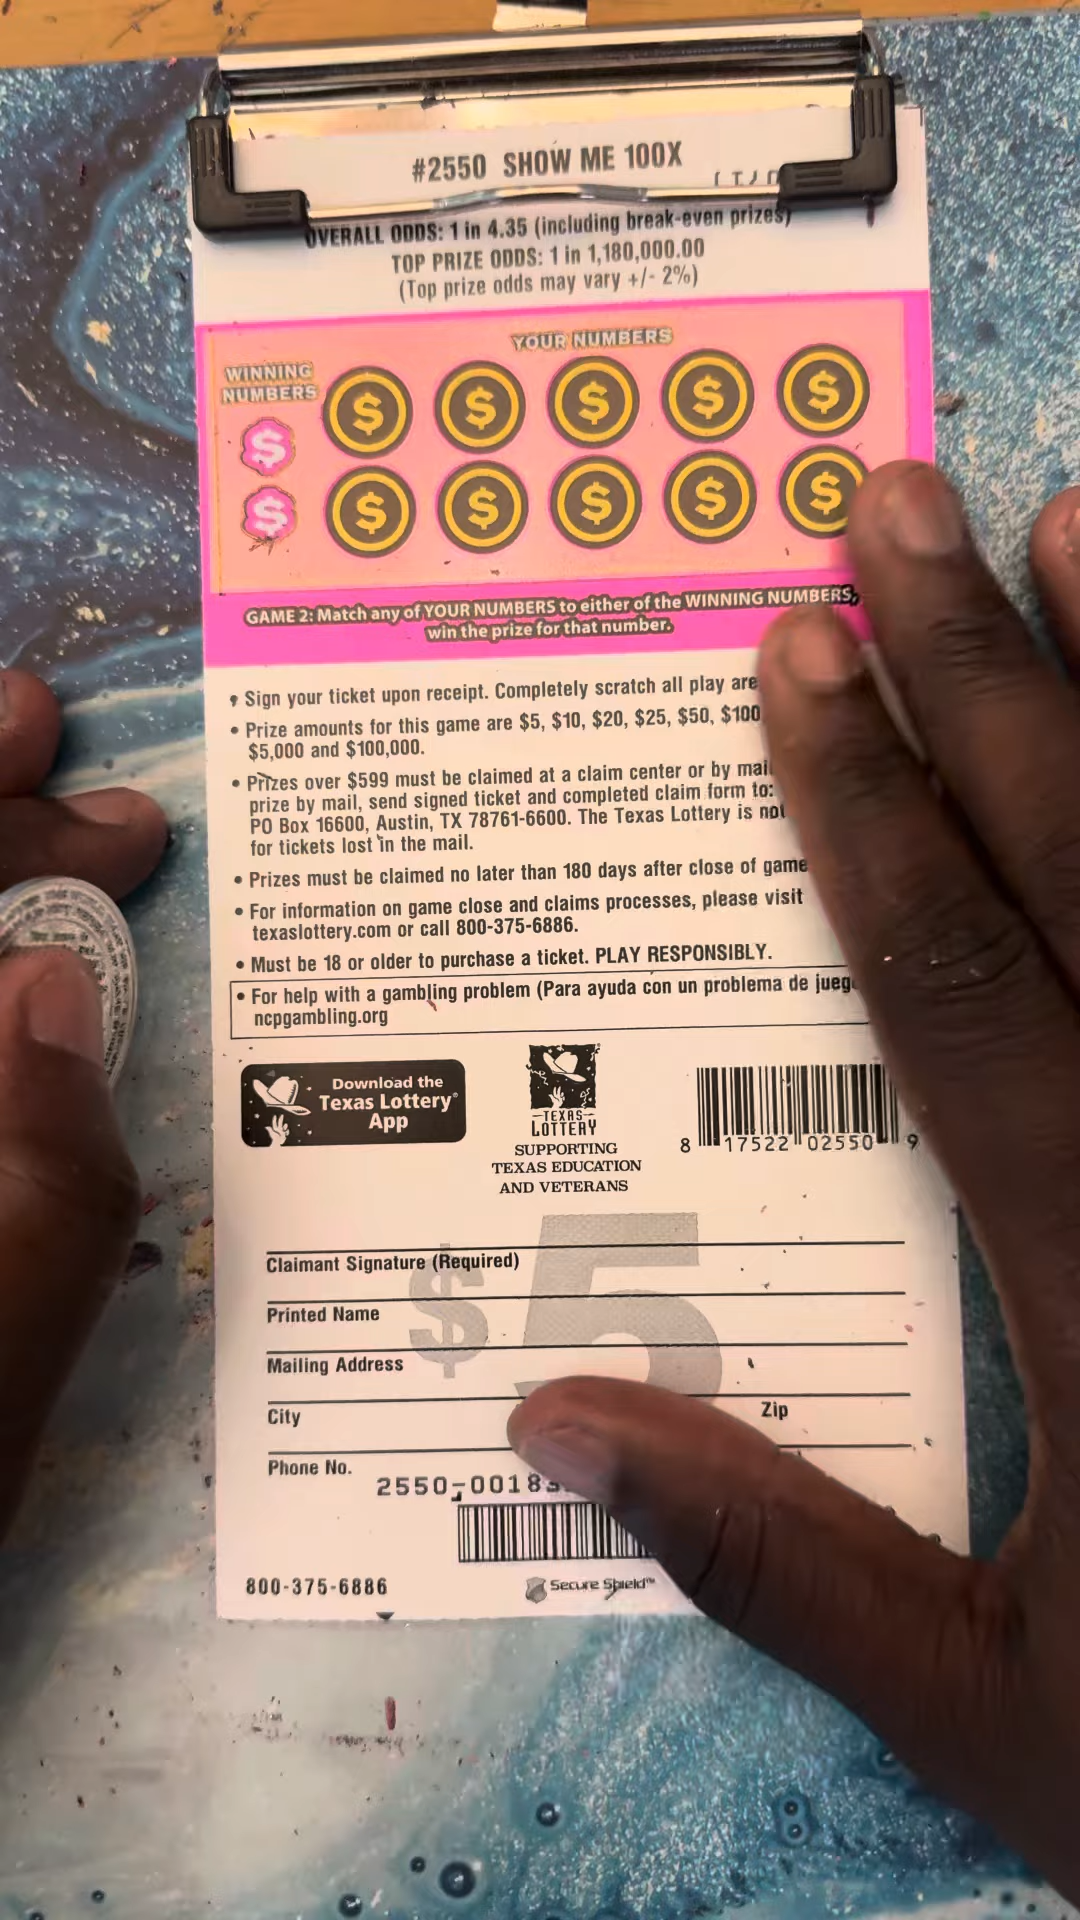 #2550 SHOW ME 100X
OVERALL ODDS: 1 in 4.35 (including break-even prizes)
TOP PRIZE ODDS: 1 in 1,180,000.00
(Top prize odds may vary +/- 2%)
YOUR NUMBERS
WINNING
NUMBERS
$ $ $ $ $
$
$ $ $ $ $
$
GAME 2: Match any of YOUR NUMBERS to either of the WINNING NUMBERS,
win the prize for that number.
• Sign your ticket upon receipt. Completely scratch all play are
• Prize amounts for this game are $5, $10, $20, $25, $50, $100
$5,000 and $100,000.
• Prizes over $599 must be claimed at a claim center or by mail
prize by mail, send signed ticket and completed claim form to:
PO Box 16600, Austin, TX 78761-6600. The Texas Lottery is not
for tickets lost in the mail.
• Prizes must be claimed no later than 180 days after close of game
• For information on game close and claims processes, please visit
texaslottery.com or call 800-375-6886.
• Must be 18 or older to purchase a ticket. PLAY RESPONSIBLY.
• For help with a gambling problem (Para ayuda con un problema de jueg
ncpgambling.org
Download the
Texas Lottery®
App
TEXAS
LOTTERY
SUPPORTING
TEXAS EDUCATION
AND VETERANS
8 17522 02550 9
$5
Claimant Signature (Required)
Printed Name
Mailing Address
City Zip
Phone No.
2550-0018
800-375-6886
Secure Shield™